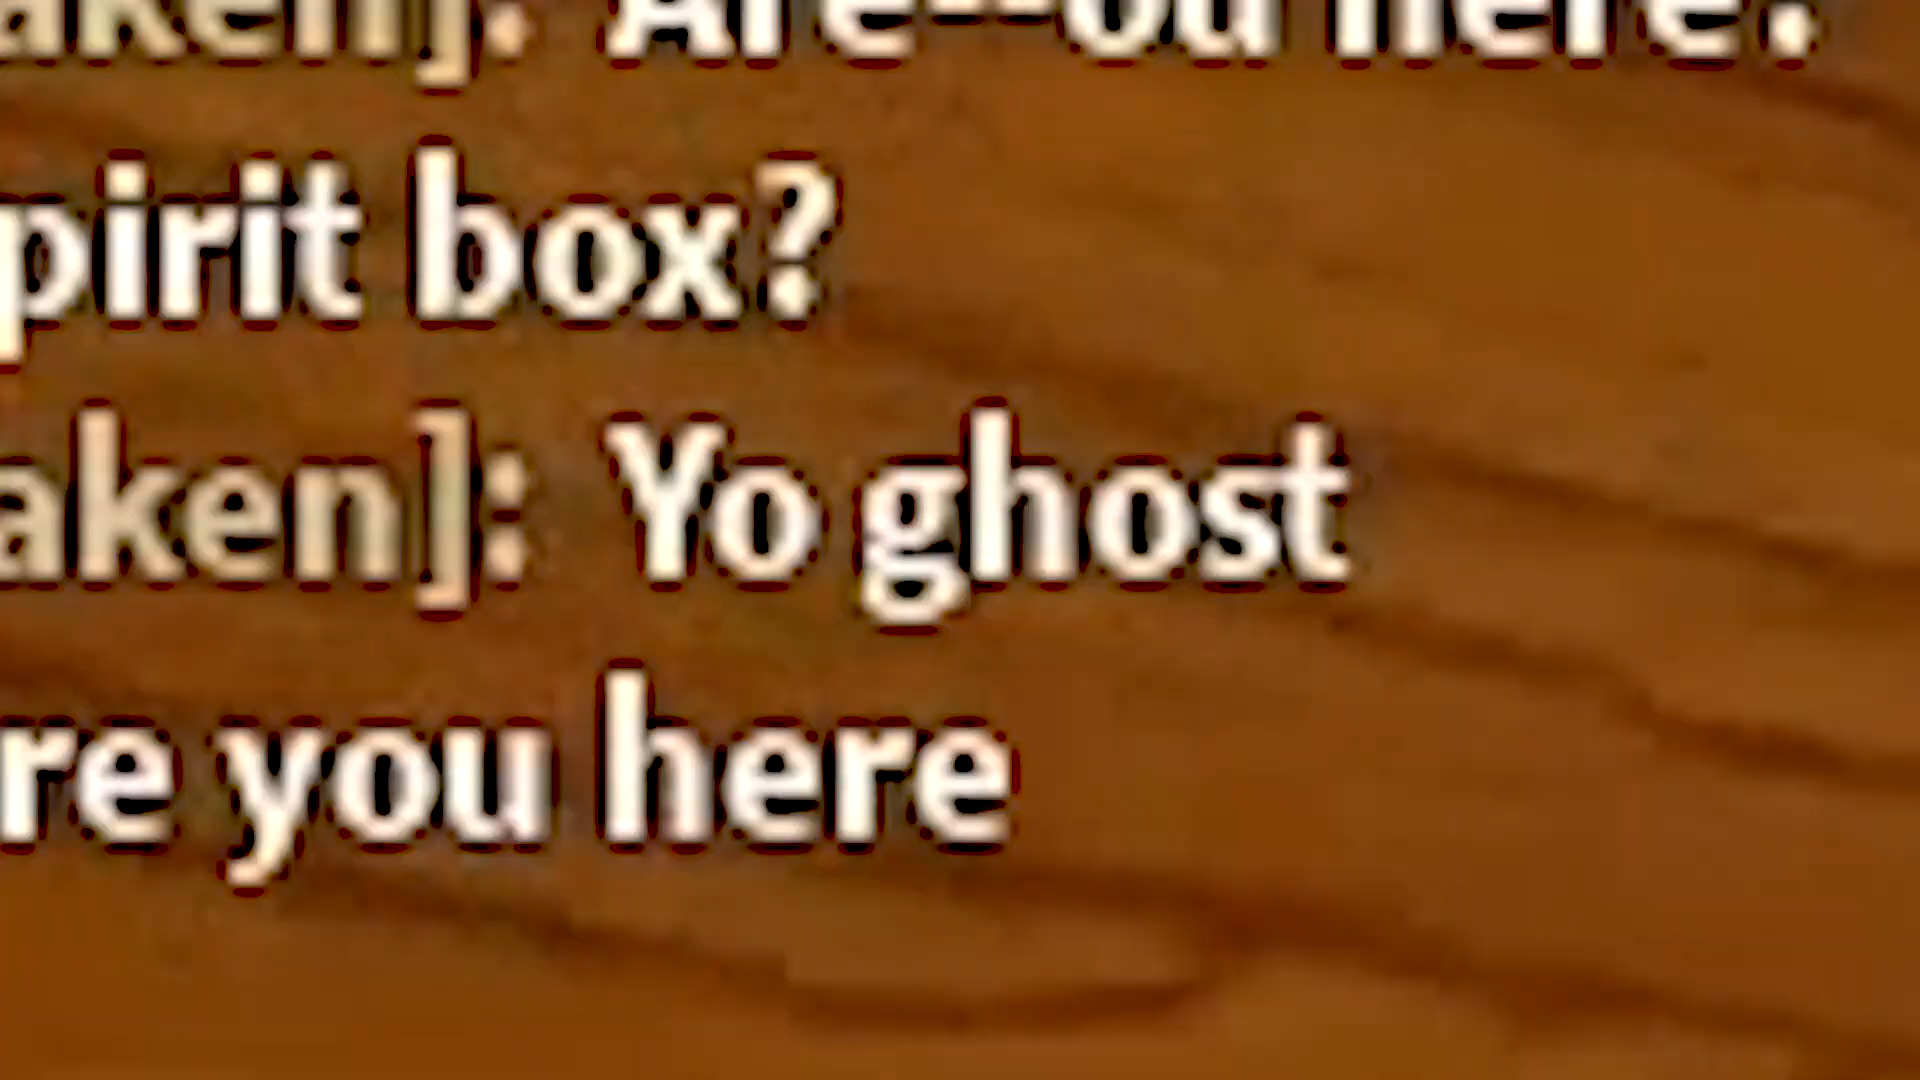 aken]: Are--ou here.
pirit box?
aken]: Yo ghost
re you here